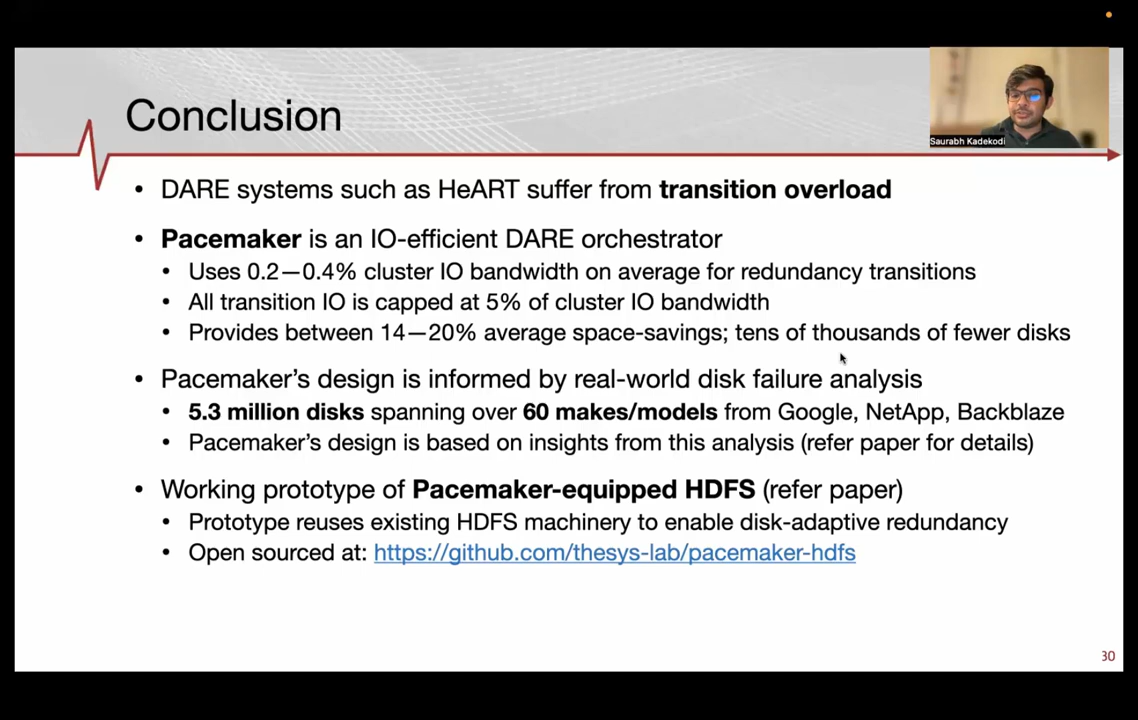 Conclusion
Saurabh Kadekodi
• DARE systems such as HeART suffer from transition overload
• Pacemaker is an IO-efficient DARE orchestrator
• Uses 0.2—0.4% cluster IO bandwidth on average for redundancy transitions
• All transition IO is capped at 5% of cluster IO bandwidth
• Provides between 14—20% average space-savings; tens of thousands of fewer disks
• Pacemaker’s design is informed by real-world disk failure analysis
• 5.3 million disks spanning over 60 makes/models from Google, NetApp, Backblaze
• Pacemaker’s design is based on insights from this analysis (refer paper for details)
• Working prototype of Pacemaker-equipped HDFS (refer paper)
• Prototype reuses existing HDFS machinery to enable disk-adaptive redundancy
• Open sourced at: https://github.com/thesys-lab/pacemaker-hdfs
30